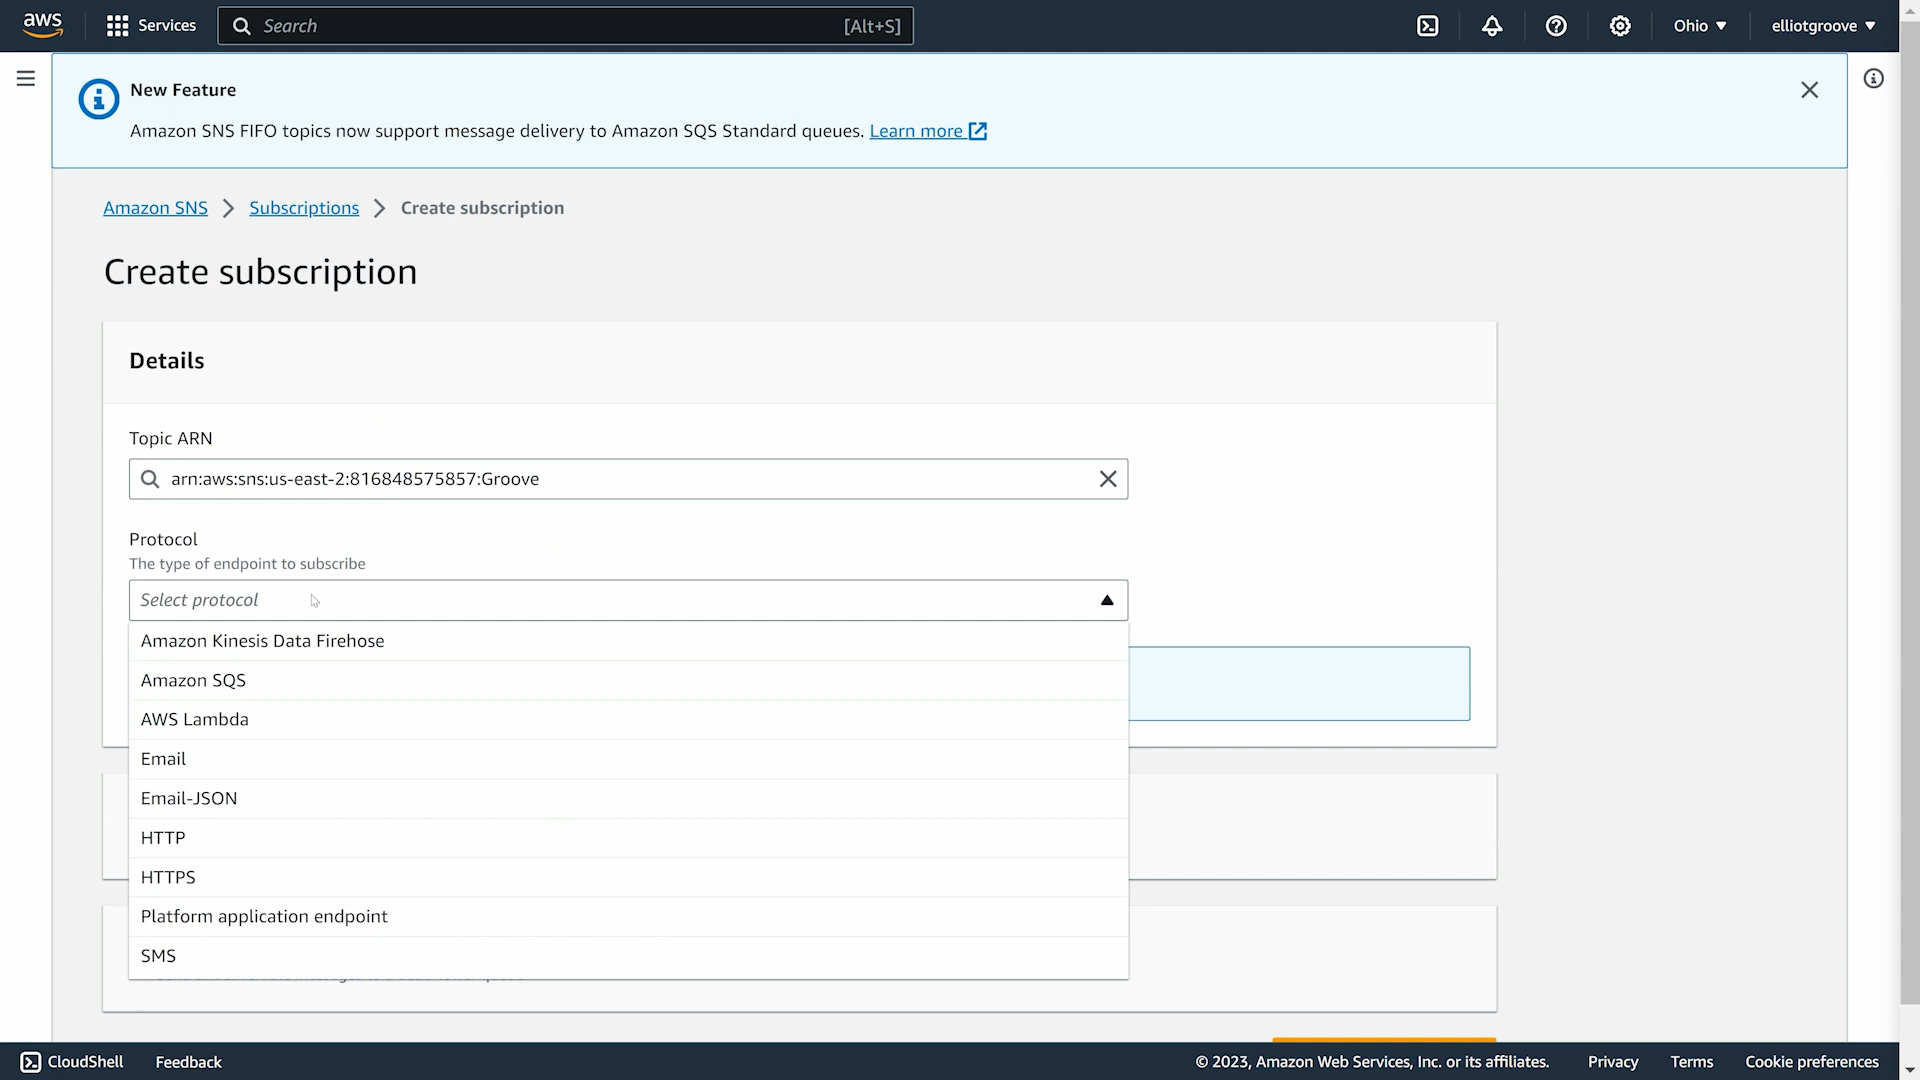 aws
Services
Search
[Alt+S]
Ohio
elliotgroove
New Feature
Amazon SNS FIFO topics now support message delivery to Amazon SQS Standard queues. Learn more
Amazon SNS
Subscriptions
Create subscription
Create subscription
Details
Topic ARN
arn:aws:sns:us-east-2:816848575857:Groove
Protocol
The type of endpoint to subscribe
Select protocol
Amazon Kinesis Data Firehose
Amazon SQS
AWS Lambda
Email
Email-JSON
HTTP
HTTPS
Platform application endpoint
SMS
CloudShell
Feedback
© 2023, Amazon Web Services, Inc. or its affiliates.
Privacy
Terms
Cookie preferences